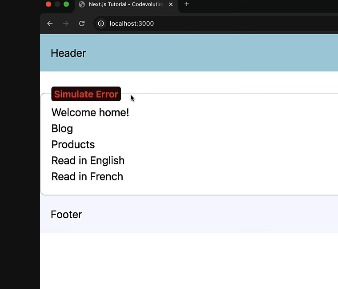 Next.js Tutorial - Codevolution
localhost:3000
Header
Simulate Error
Welcome home!
Blog
Products
Read in English
Read in French
Footer